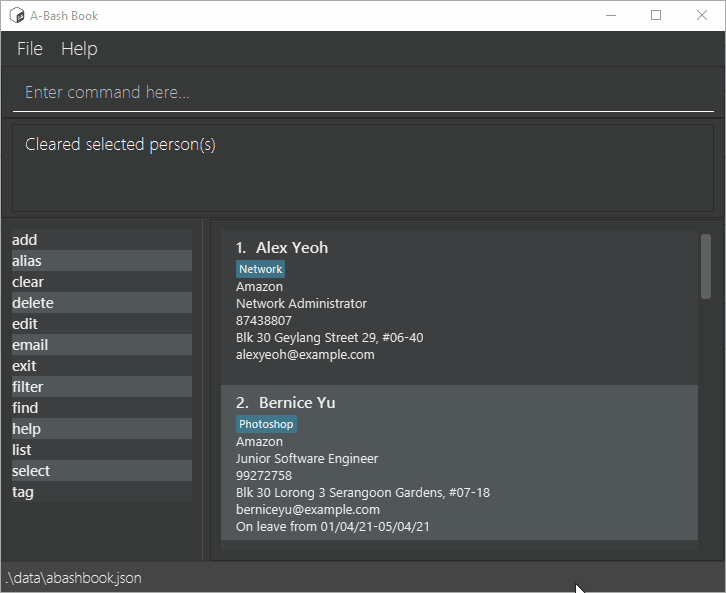 A-Bash Book
File Help
Enter command here...
Cleared selected person(s)
add
alias
clear
delete
edit
email
exit
filter
find
help
list
select
tag
1. Alex Yeoh
Network
Amazon
Network Administrator
87438807
Blk 30 Geylang Street 29, #06-40
alexyeoh@example.com
2. Bernice Yu
Photoshop
Amazon
Junior Software Engineer
99272758
Blk 30 Lorong 3 Serangoon Gardens, #07-18
berniceyu@example.com
On leave from 01/04/21-05/04/21
.\data\abashbook.json